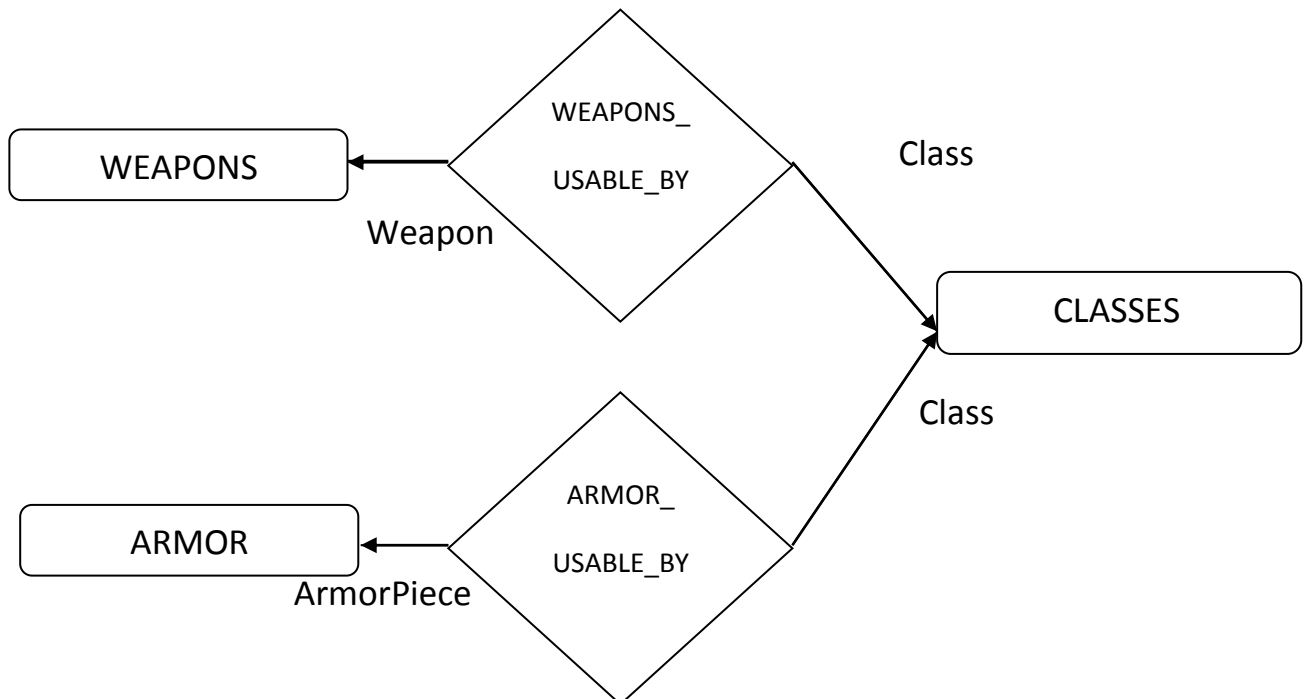 WEAPONS_
Class
WEAPONS
USABLE_BY
Weapon
CLASSES
Class
ARMOR_
ARMOR
USABLE_BY
ArmorPiece